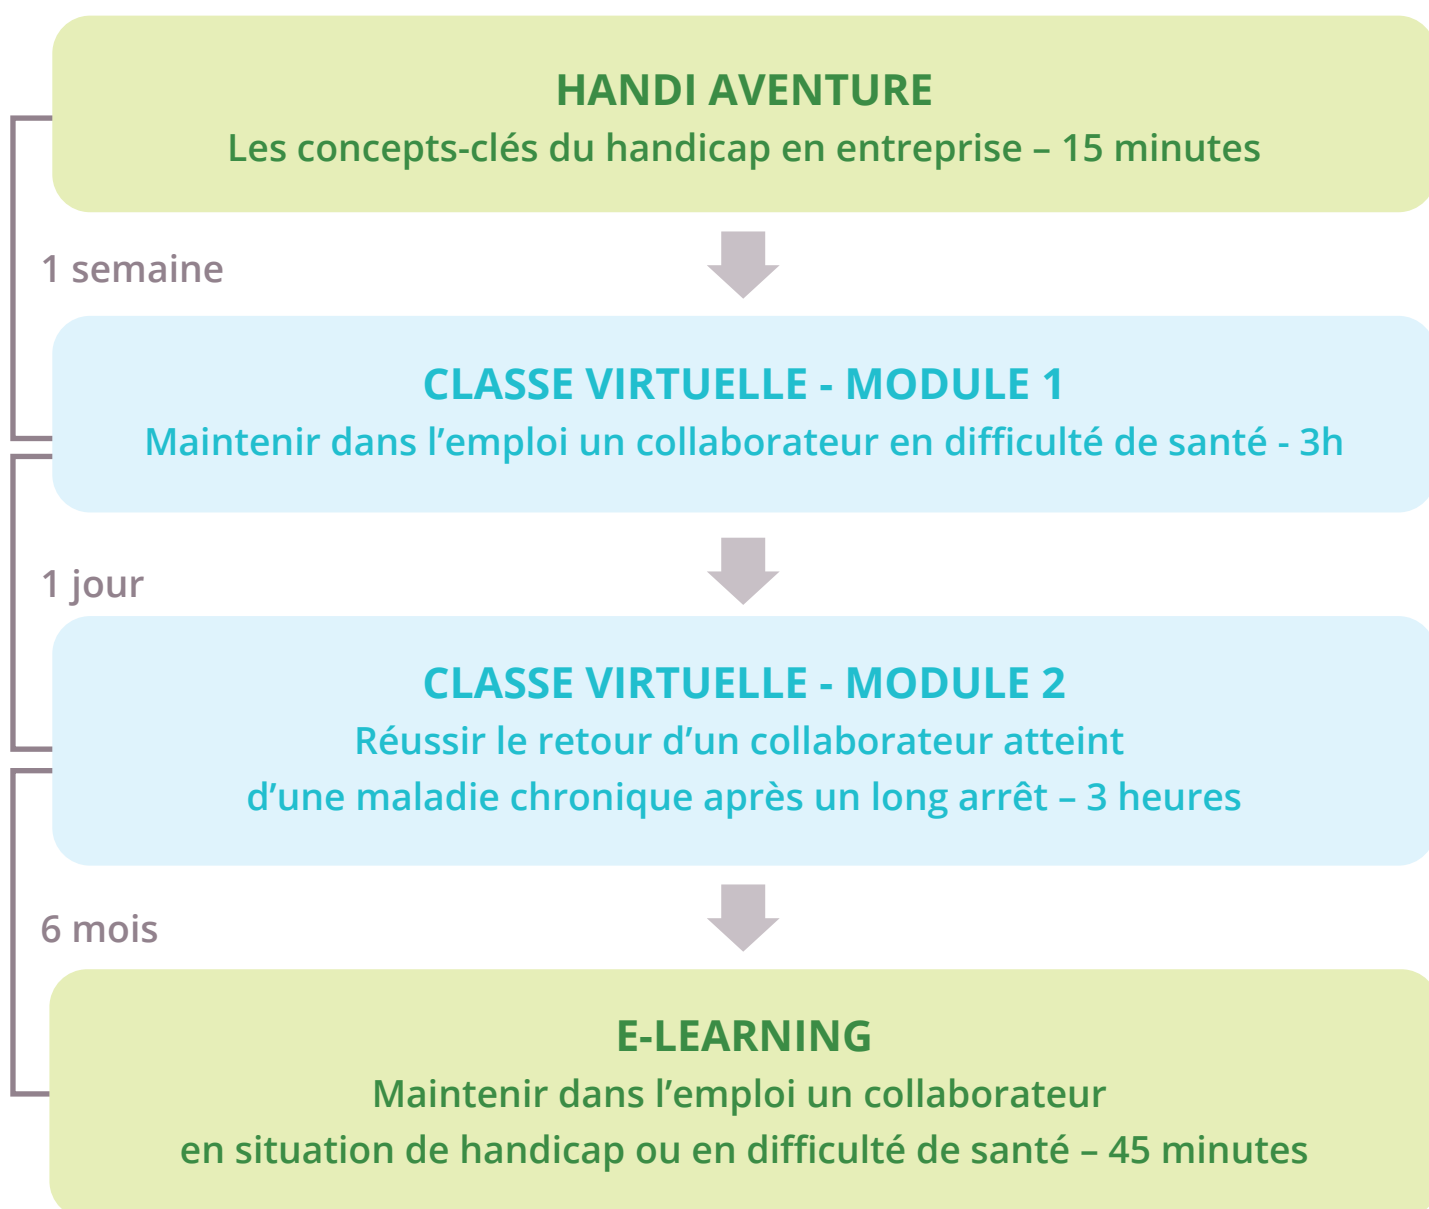 HANDI AVENTURE
Les concepts-clés du handicap en entreprise – 15 minutes
1 semaine
CLASSE VIRTUELLE - MODULE 1
Maintenir dans l’emploi un collaborateur en difficulté de santé - 3h
1 jour
CLASSE VIRTUELLE - MODULE 2
Réussir le retour d’un collaborateur atteint
d’une maladie chronique après un long arrêt – 3 heures
6 mois
E-LEARNING
Maintenir dans l’emploi un collaborateur
en situation de handicap ou en difficulté de santé – 45 minutes